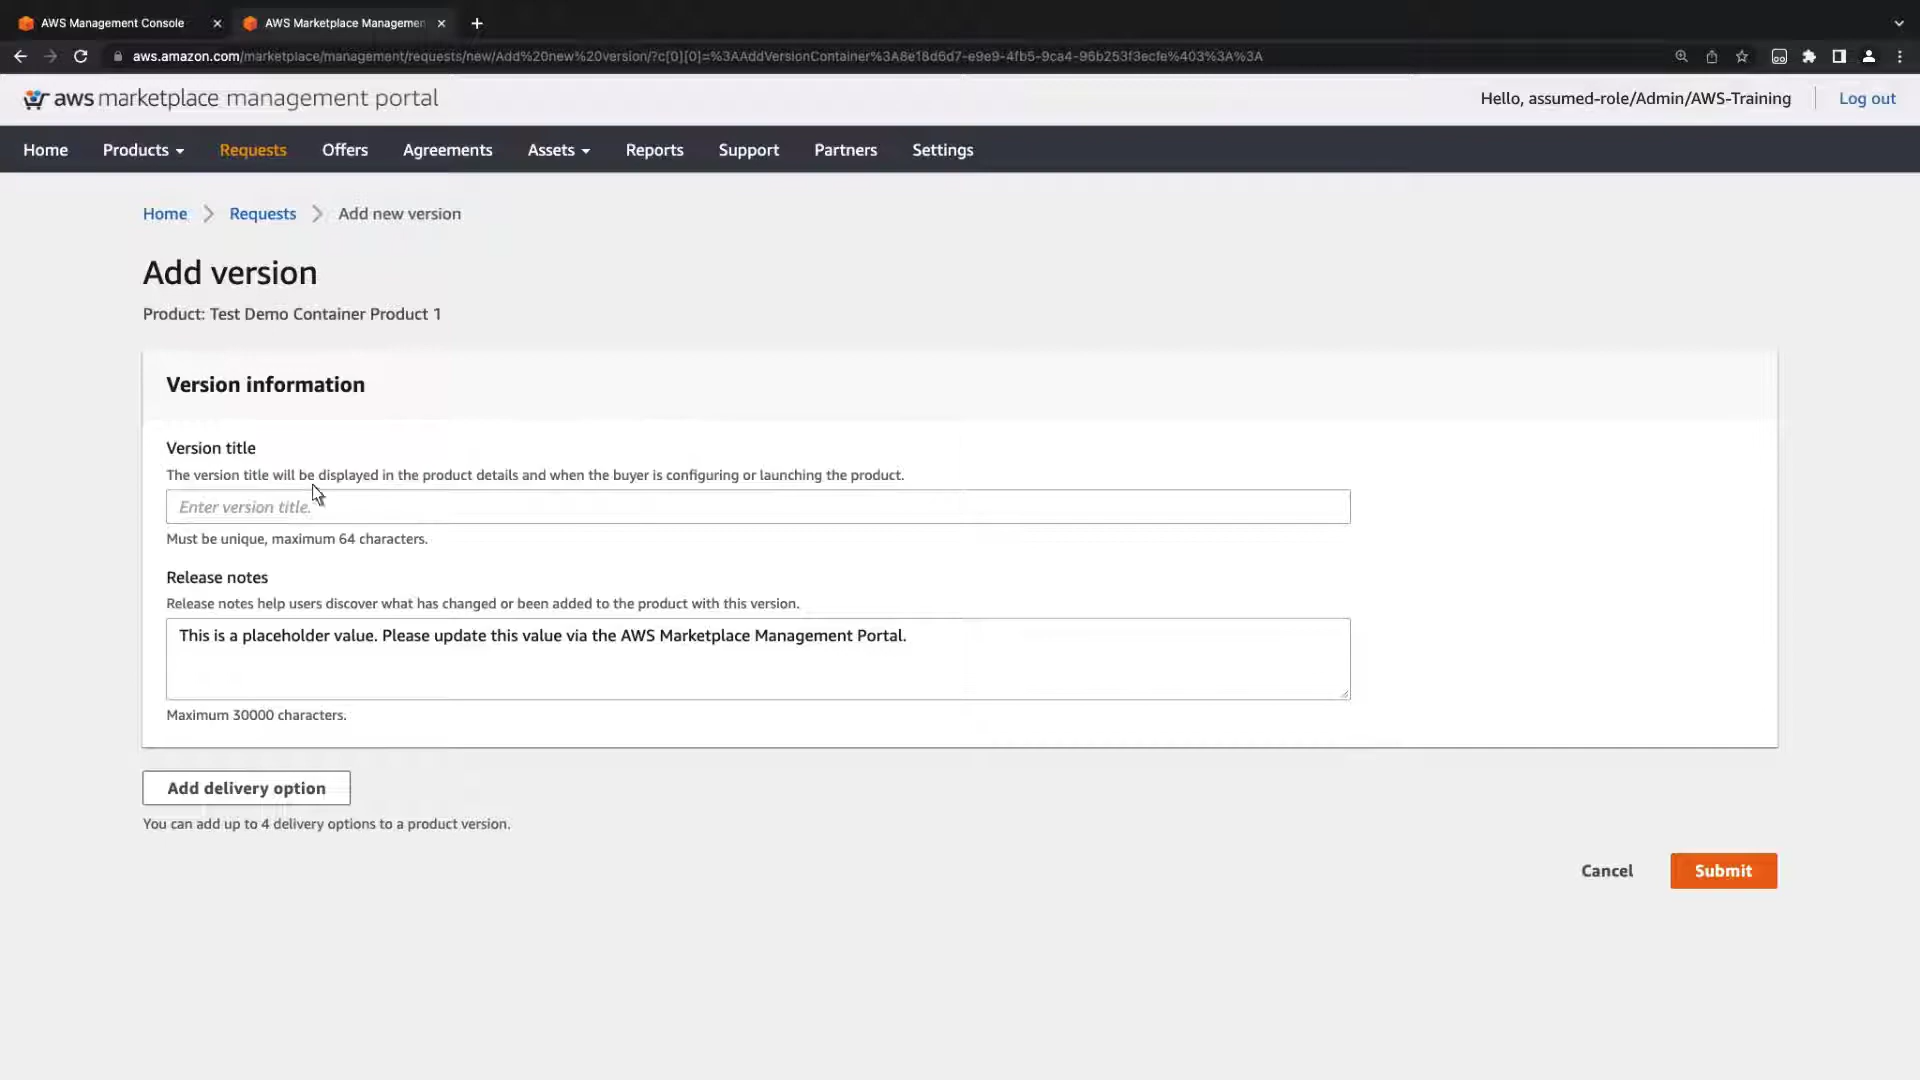 AWS Management Console
AWS Marketplace Managemen
aws.amazon.com/marketplace/management/requests/new/Add%20new%20version/?c[0][0]=%3AAddVersionContainer%3A8e18d6d7-e9e9-4fb5-9ca4-96b253f3ecfe%403%3A%3A
aws marketplace management portal
Hello, assumed-role/Admin/AWS-Training
Log out
Home Products Requests Offers Agreements Assets Reports Support Partners Settings
Home Requests Add new version
Add version
Product: Test Demo Container Product 1
Version information
Version title
The version title will be displayed in the product details and when the buyer is configuring or launching the product.
Enter version title.
Must be unique, maximum 64 characters.
Release notes
Release notes help users discover what has changed or been added to the product with this version.
This is a placeholder value. Please update this value via the AWS Marketplace Management Portal.
Maximum 30000 characters.
Add delivery option
You can add up to 4 delivery options to a product version.
Cancel
Submit